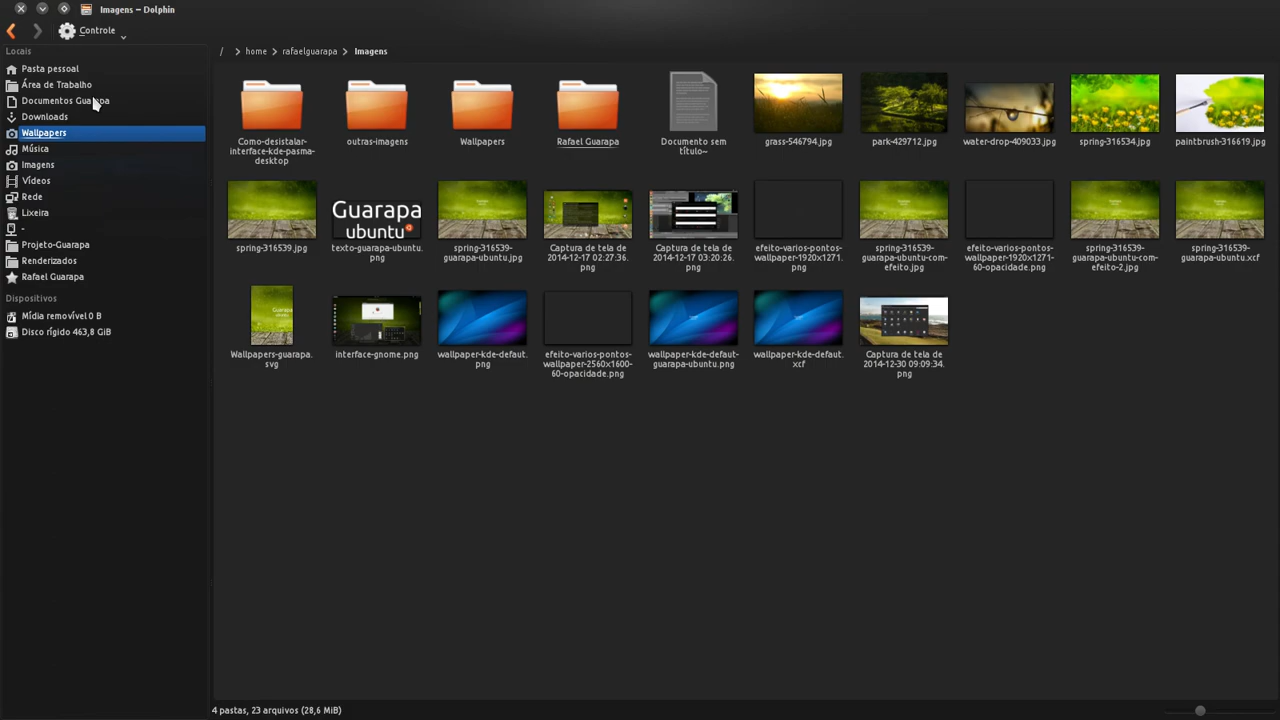 Imagens – Dolphin
Controle
Locais
Pasta pessoal
Área de Trabalho
Documentos Guarapa
Downloads
Wallpapers
Música
Imagens
Vídeos
Rede
Lixeira
-
Projeto-Guarapa
Renderizados
Rafael Guarapa
Dispositivos
Mídia removível 0 B
Disco rígido 463,8 GiB
/ > home > rafaelguarapa > Imagens
Como-desistalar-
interface-kde-pasma-
desktop
outras-imagens
Wallpapers
Rafael Guarapa
Documento sem
título~
grass-546794.jpg
park-429712.jpg
water-drop-409033.jpg
spring-316534.jpg
paintbrush-316619.jpg
spring-316539.jpg
Guarapa
ubuntu
texto-guarapa-ubuntu.
png
spring-316539-
guarapa-ubuntu.jpg
Captura de tela de
2014-12-17 02:27:36.
png
Captura de tela de
2014-12-17 03:20:26.
png
efeito-varios-pontos-
wallpaper-1920x1271.
png
spring-316539-
guarapa-ubuntu-com-
efeito.jpg
efeito-varios-pontos-
wallpaper-1920x1271-
60-opacidade.png
spring-316539-
guarapa-ubuntu-com-
efeito-2.jpg
spring-316539-
guarapa-ubuntu.xcf
Guarapa
Wallpapers-guarapa.
svg
interface-gnome.png
wallpaper-kde-defaut.
png
efeito-varios-pontos-
wallpaper-2560x1600-
60-opacidade.png
wallpaper-kde-defaut-
guarapa-ubuntu.png
wallpaper-kde-defaut.
xcf
Captura de tela de
2014-12-30 09:09:34.
png
4 pastas, 23 arquivos (28,6 MiB)